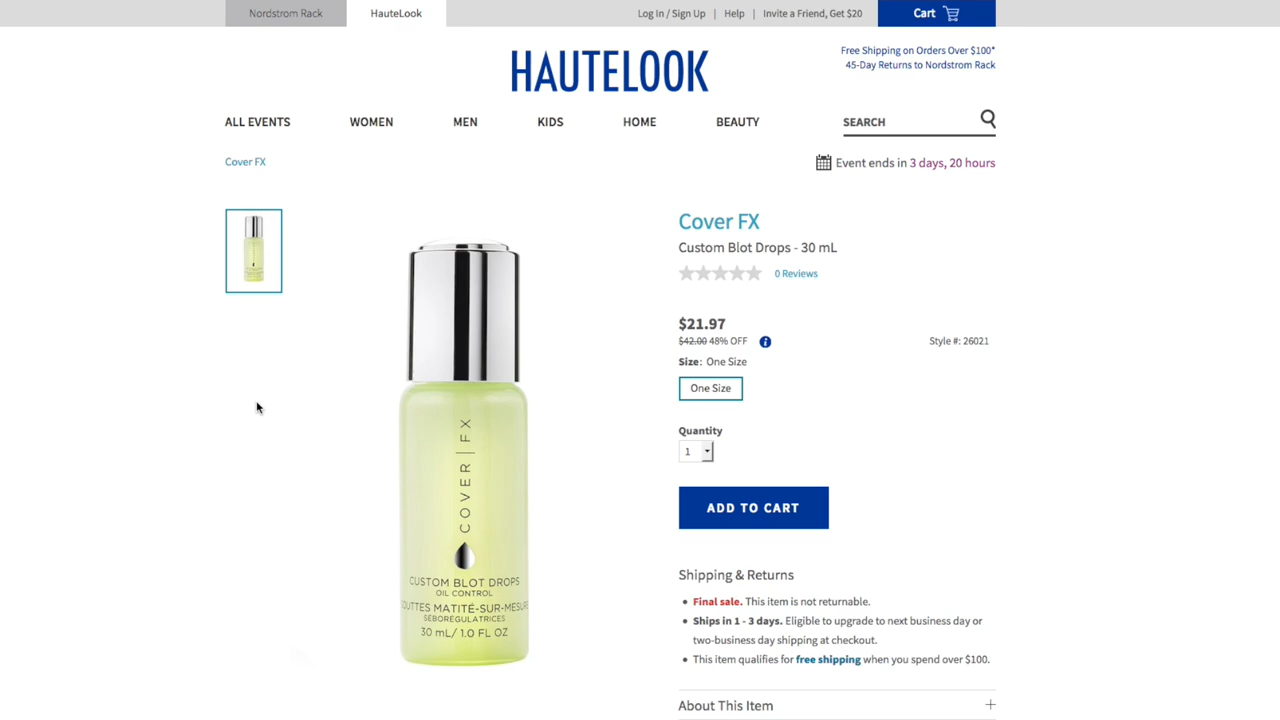 Nordstrom Rack
HauteLook
Log In / Sign Up | Help | Invite a Friend, Get $20
Cart
HAUTELOOK
Free Shipping on Orders Over $100*
45-Day Returns to Nordstrom Rack
ALL EVENTS
WOMEN
MEN
KIDS
HOME
BEAUTY
SEARCH
Cover FX
Event ends in 3 days, 20 hours
Cover FX
Custom Blot Drops - 30 mL
0 Reviews
$21.97
$42.00 48% OFF
Style #: 26021
Size: One Size
One Size
Quantity
1
ADD TO CART
Shipping & Returns
Final sale. This item is not returnable.
Ships in 1 - 3 days. Eligible to upgrade to next business day or
two-business day shipping at checkout.
This item qualifies for free shipping when you spend over $100.
About This Item
COVER | FX
CUSTOM BLOT DROPS
OIL CONTROL
GOUTTES MATITÉ-SUR-MESURE
SÉBORÉGULATRICES
30 mL/ 1.0 FL OZ